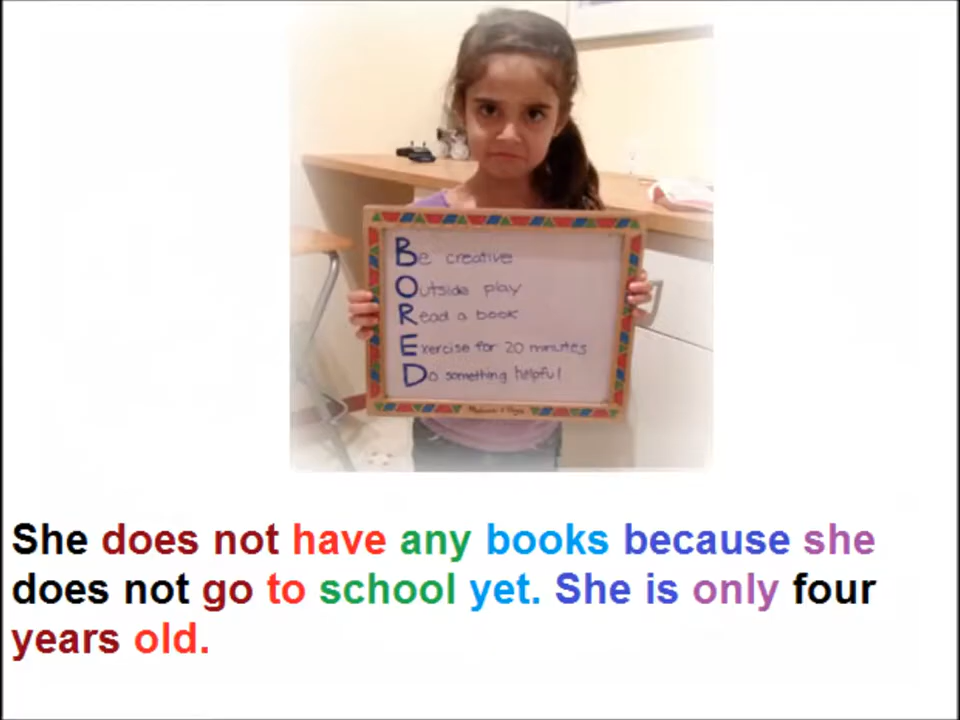 Be creative
Outside play
Read a book
Exercise for 20 minutes
Do something helpful
She does not have any books because she
does not go to school yet. She is only four
years old.